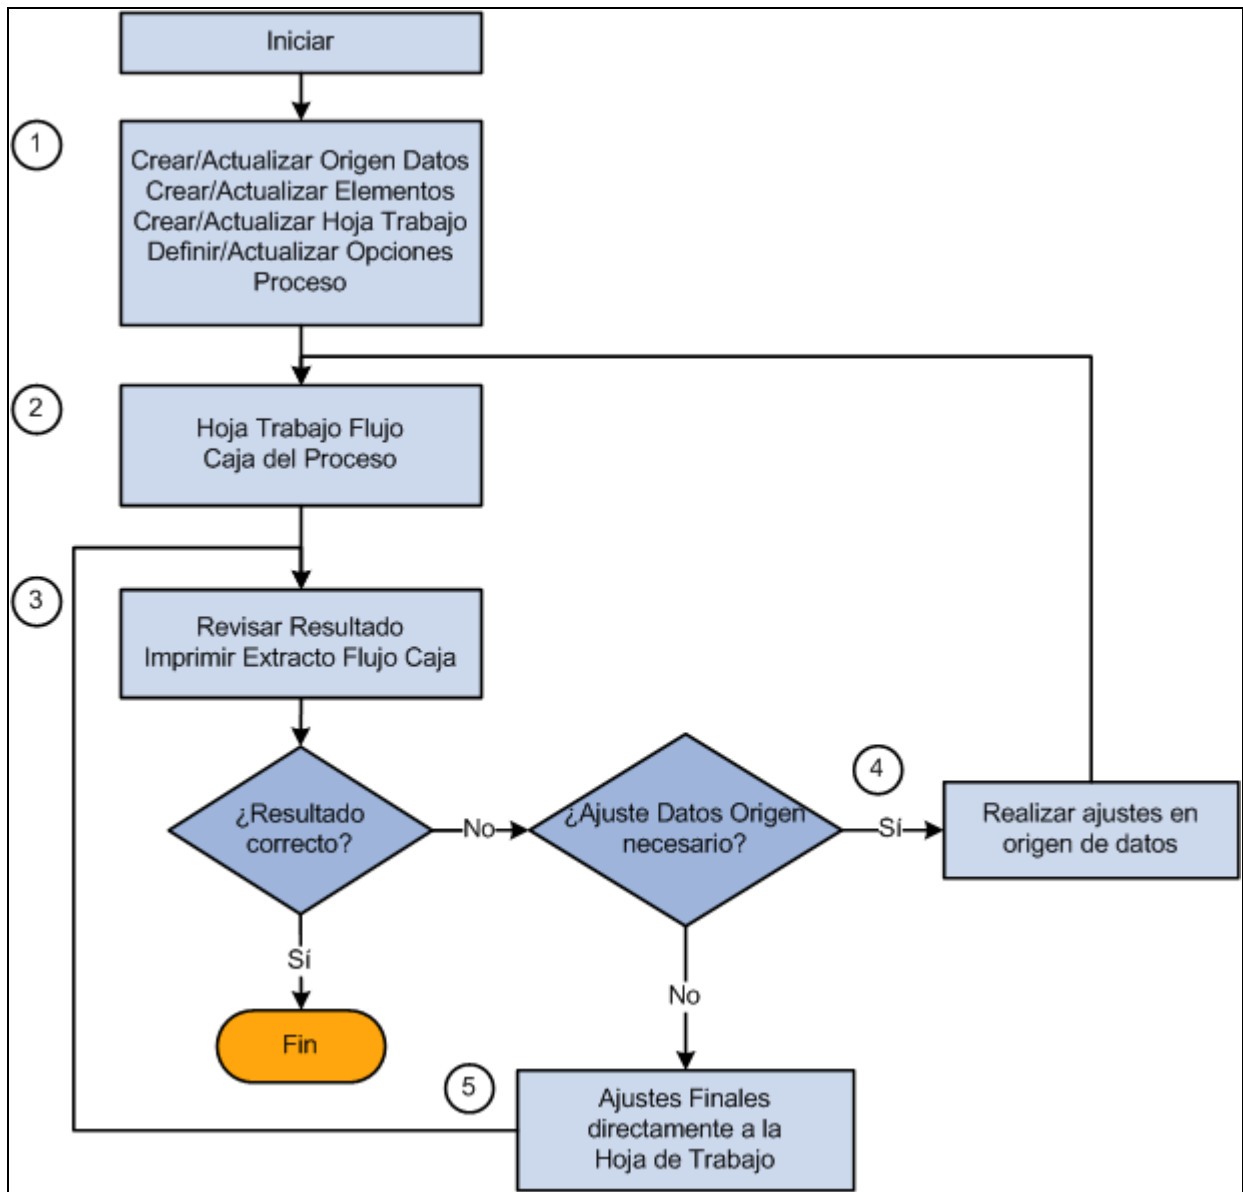 Iniciar
1
Crear/Actualizar Origen Datos
Crear/Actualizar Elementos
Crear/Actualizar Hoja Trabajo
Definir/Actualizar Opciones
Proceso
2
Hoja Trabajo Flujo
Caja del Proceso
3
Revisar Resultado
Imprimir Extracto Flujo Caja
¿Resultado
correcto?
No
¿Ajuste Datos Origen
necesario?
4
Sí
Realizar ajustes en
origen de datos
Sí
Fin
No
5
Ajustes Finales
directamente a la
Hoja de Trabajo